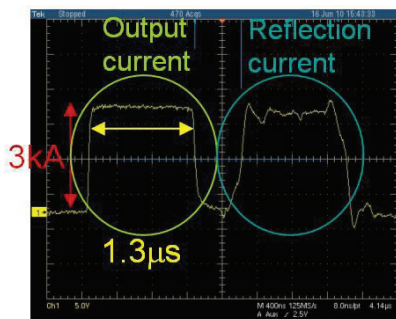 Tek Stopped 470 Acqs 16 Jun 10 15:43:33
Output
current
Reflection
current
3kA
1.3μs
1
Ch1 5.0V M 400ns 125MS/s 8.0ns/pt 4.14μs
A Aux ⁄ 2.5V